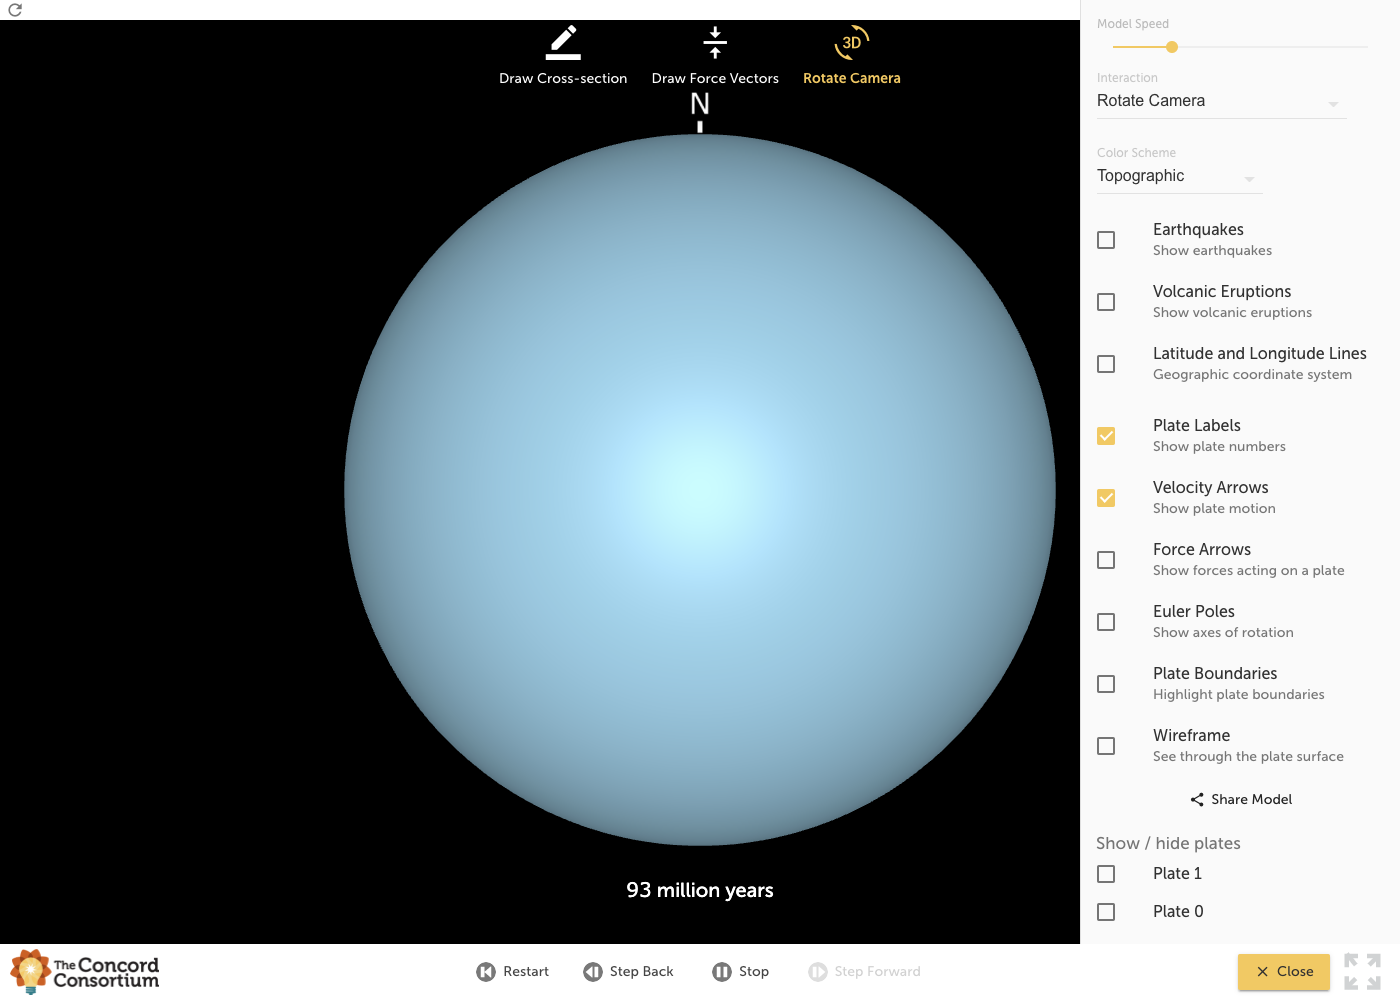 Draw Cross-section
Draw Force Vectors
3D
Rotate Camera
N
93 million years
Model Speed
Interaction
Rotate Camera
Color Scheme
Topographic
Earthquakes
Show earthquakes
Volcanic Eruptions
Show volcanic eruptions
Latitude and Longitude Lines
Geographic coordinate system
Plate Labels
Show plate numbers
Velocity Arrows
Show plate motion
Force Arrows
Show forces acting on a plate
Euler Poles
Show axes of rotation
Plate Boundaries
Highlight plate boundaries
Wireframe
See through the plate surface
Share Model
Show / hide plates
Plate 1
Plate 0
The Concord
Consortium
Restart
Step Back
Stop
Step Forward
Close